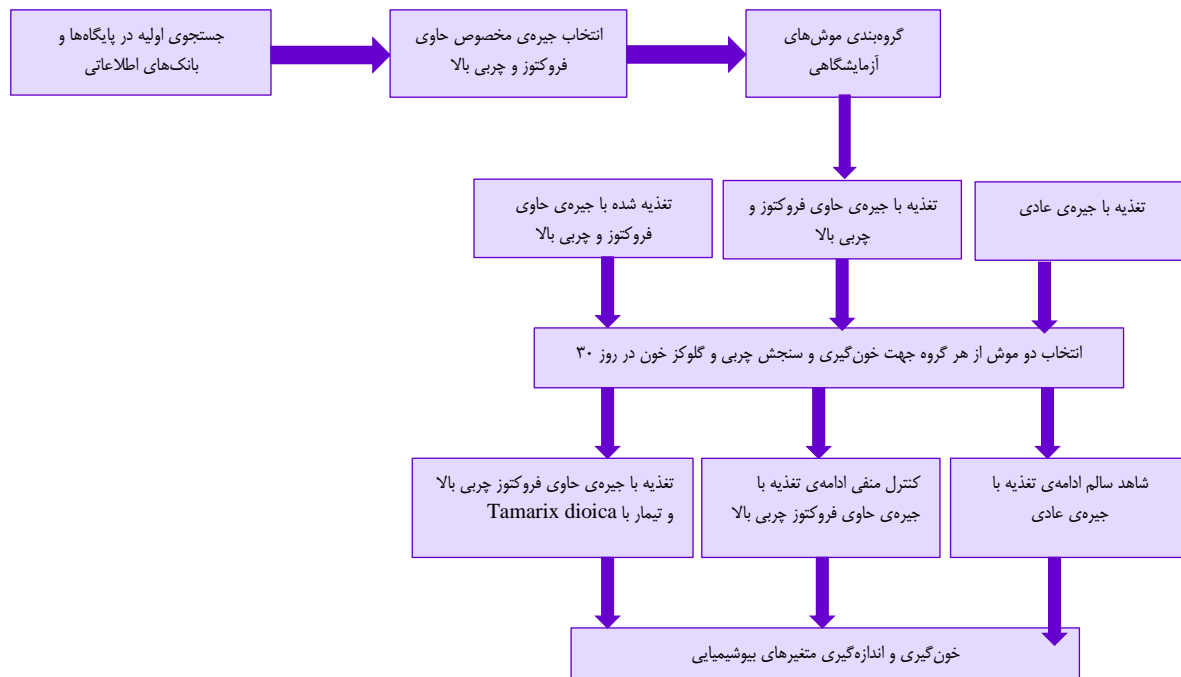 جستجوی اولیه در پایگاه‌ها و
بانک‌های اطلاعاتی
انتخاب جیره‌ی مخصوص حاوی
فروکتوز و چربی بالا
گروه‌بندی موش‌های
آزمایشگاهی
تغذیه شده با جیره‌ی حاوی
فروکتوز و چربی بالا
تغذیه با جیره‌ی حاوی فروکتوز و
چربی بالا
تغذیه با جیره‌ی عادی
انتخاب دو موش از هر گروه جهت خون‌گیری و سنجش چربی و گلوکز خون در روز ۳۰
تغذیه با جیره‌ی حاوی فروکتوز چربی بالا
و تیمار با Tamarix dioica
کنترل منفی ادامه‌ی تغذیه با
جیره‌ی حاوی فروکتوز چربی بالا
شاهد سالم ادامه‌ی تغذیه با
جیره‌ی عادی
خون‌گیری و اندازه‌گیری متغیرهای بیوشیمیایی